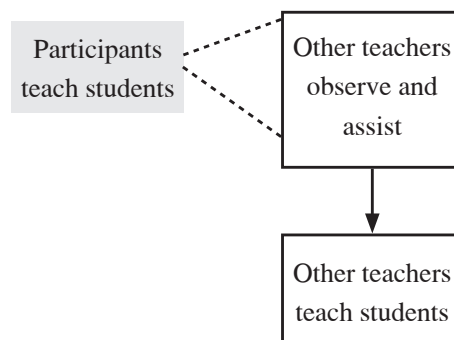 Participants
teach students
Other teachers
observe and
assist
Other teachers
teach students